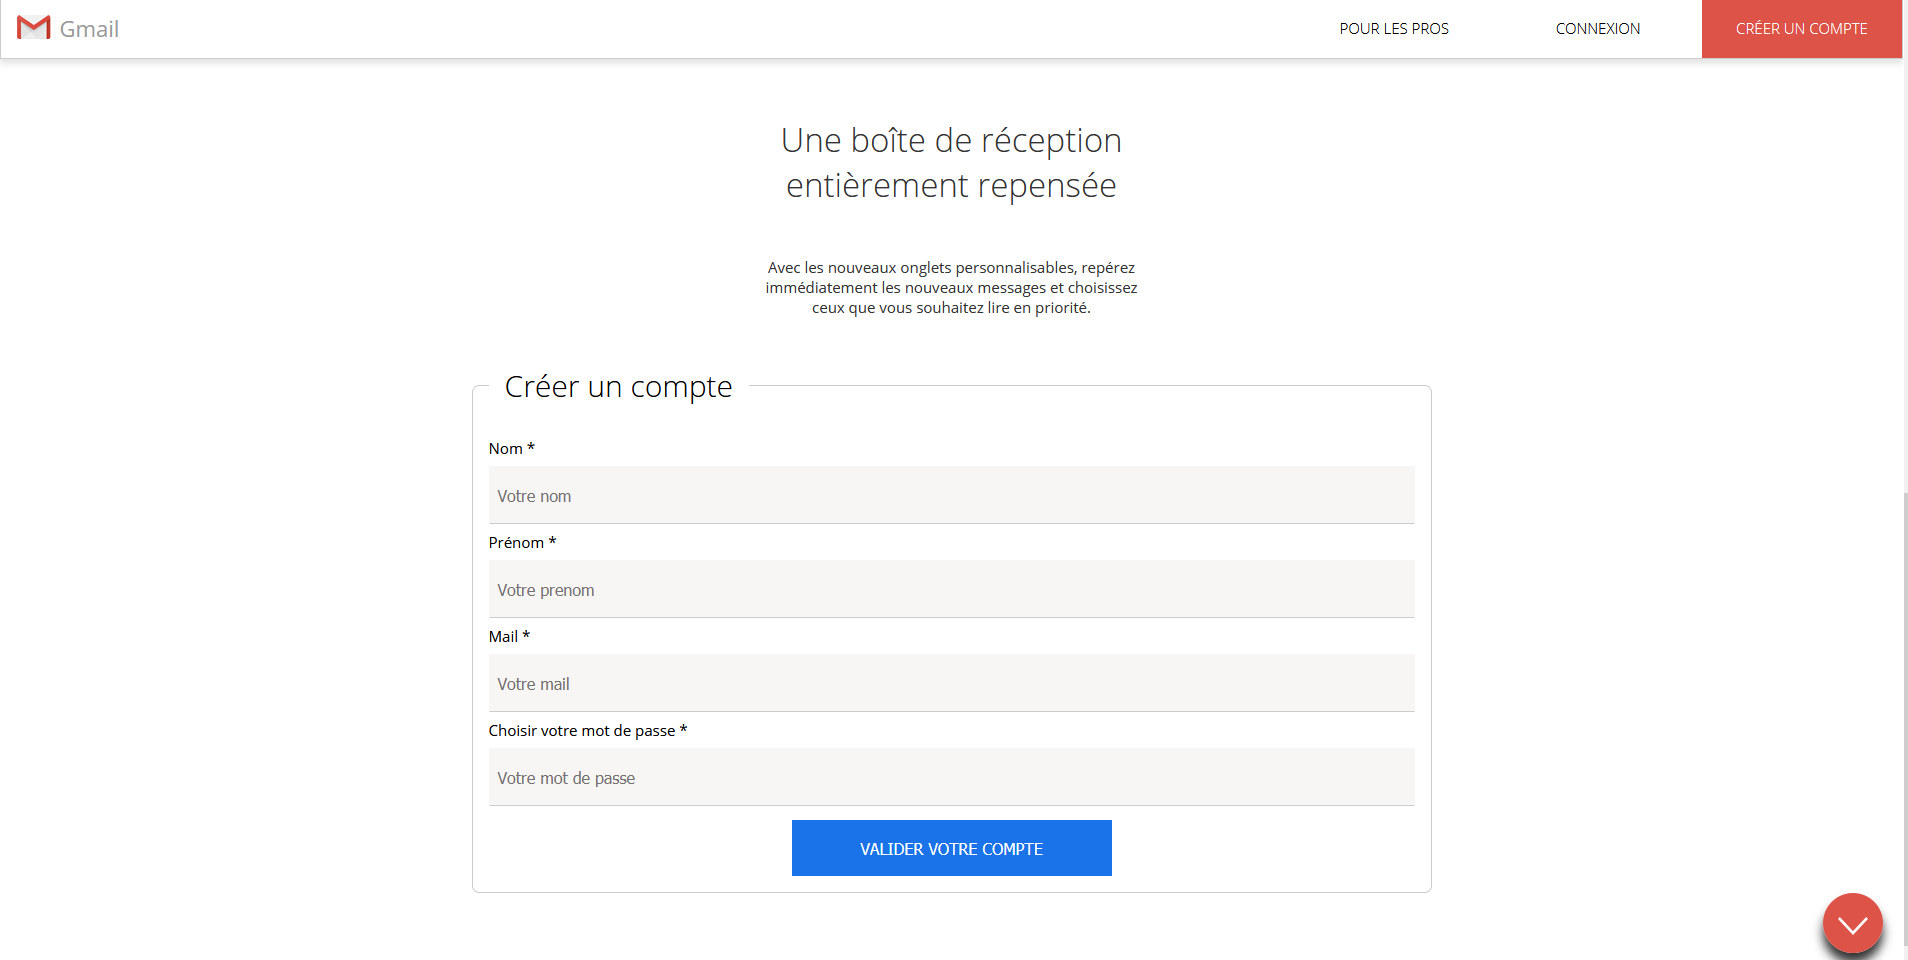 Gmail
POUR LES PROS
CONNEXION
CRÉER UN COMPTE
Une boîte de réception
entièrement repensée
Avec les nouveaux onglets personnalisables, repérez
immédiatement les nouveaux messages et choisissez
ceux que vous souhaitez lire en priorité.
Créer un compte
Nom *
Votre nom
Prénom *
Votre prenom
Mail *
Votre mail
Choisir votre mot de passe *
Votre mot de passe
VALIDER VOTRE COMPTE